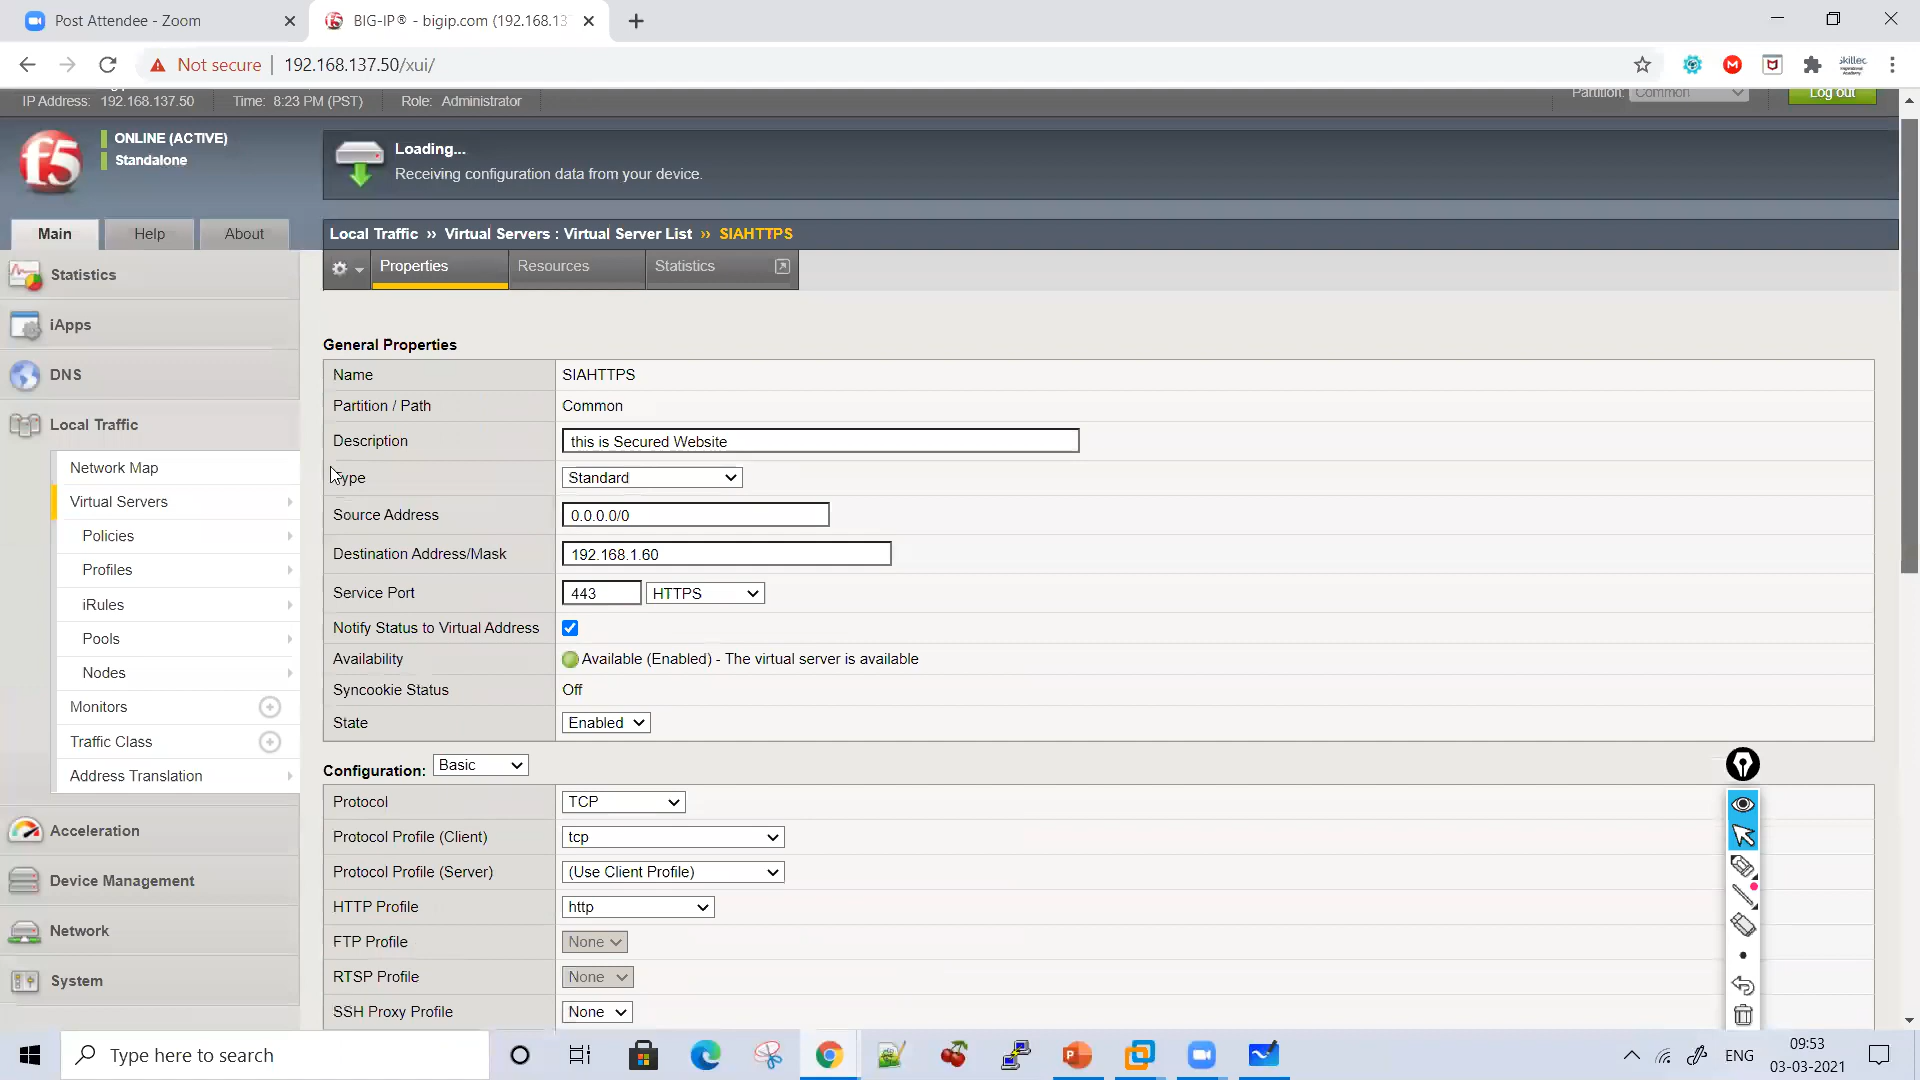 Post Attendee - Zoom
BIG-IP® - bigip.com (192.168.13
Not secure
192.168.137.50/xui/
skillec
IP Address: 192.168.137.50
Time: 8:23 PM (PST)
Role: Administrator
Partition: Common
Log out
f5
ONLINE (ACTIVE)
Standalone
Loading...
Receiving configuration data from your device.
Main
Help
About
Local Traffic ›› Virtual Servers : Virtual Server List ›› SIAHTTPS
Properties
Resources
Statistics
Statistics
iApps
DNS
Local Traffic
Network Map
Virtual Servers
Policies
Profiles
iRules
Pools
Nodes
Monitors
Traffic Class
Address Translation
Acceleration
Device Management
Network
System
General Properties
Name SIAHTTPS
Partition / Path Common
Description this is Secured Website
Type Standard
Source Address 0.0.0.0/0
Destination Address/Mask 192.168.1.60
Service Port 443 HTTPS
Notify Status to Virtual Address
Availability Available (Enabled) - The virtual server is available
Syncookie Status Off
State Enabled
Configuration: Basic
Protocol TCP
Protocol Profile (Client) tcp
Protocol Profile (Server) (Use Client Profile)
HTTP Profile http
FTP Profile None
RTSP Profile None
SSH Proxy Profile None
Type here to search
ENG
09:53
03-03-2021